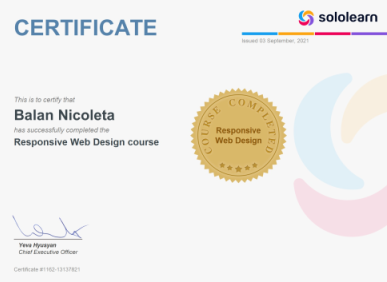 CERTIFICATE
sololearn
Issued 03 September, 2021
This is to certify that
Balan Nicoleta
has successfully completed the
Responsive Web Design course
COURSE COMPLETED
Responsive
Web Design
Yeva Hyusyan
Chief Executive Officer
Certificate #1162-13137821